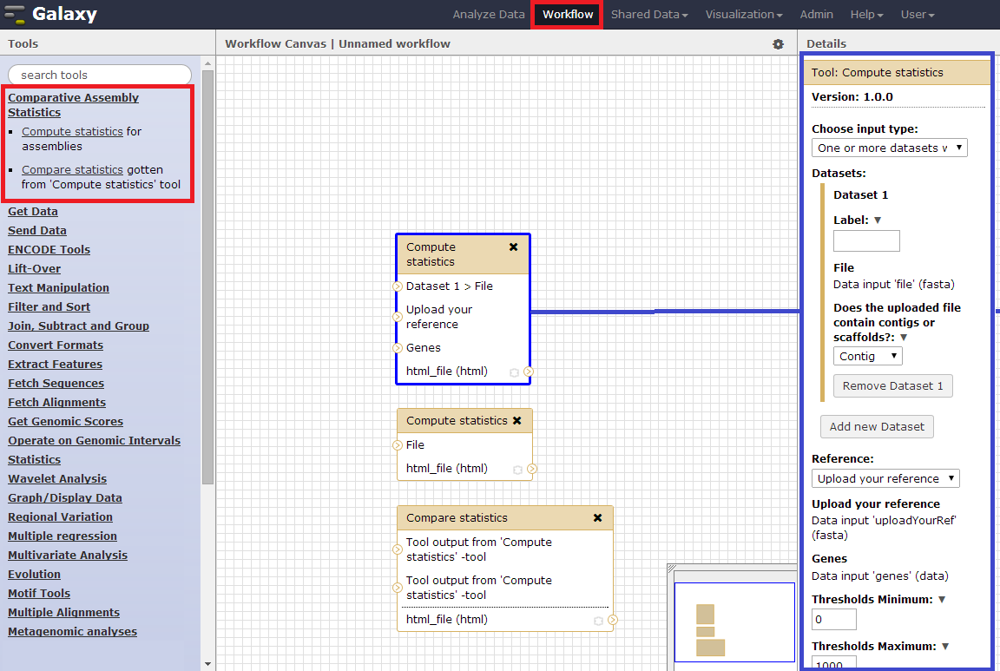 Galaxy
Analyze Data
Workflow
Shared Data
Visualization
Admin
Help
User
Tools
search tools
Comparative Assembly
Statistics
Compute statistics for
assemblies
Compare statistics gotten
from 'Compute statistics' tool
Get Data
Send Data
ENCODE Tools
Lift-Over
Text Manipulation
Filter and Sort
Join, Subtract and Group
Convert Formats
Extract Features
Fetch Sequences
Fetch Alignments
Get Genomic Scores
Operate on Genomic Intervals
Statistics
Wavelet Analysis
Graph/Display Data
Regional Variation
Multiple regression
Multivariate Analysis
Evolution
Motif Tools
Multiple Alignments
Metagenomic analyses
Workflow Canvas | Unnamed workflow
Compute
statistics
Dataset 1 > File
Upload your
reference
Genes
html_file (html)
Compute statistics
File
html_file (html)
Compare statistics
Tool output from 'Compute
statistics' -tool
Tool output from 'Compute
statistics' -tool
html_file (html)
Details
Tool: Compute statistics
Version: 1.0.0
Choose input type:
One or more datasets v
Datasets:
Dataset 1
Label:
File
Data input 'file' (fasta)
Does the uploaded file
contain contigs or
scaffolds?:
Contig
Remove Dataset 1
Add new Dataset
Reference:
Upload your reference
Upload your reference
Data input 'uploadYourRef'
(fasta)
Genes
Data input 'genes' (data)
Thresholds Minimum:
0
Thresholds Maximum:
1000